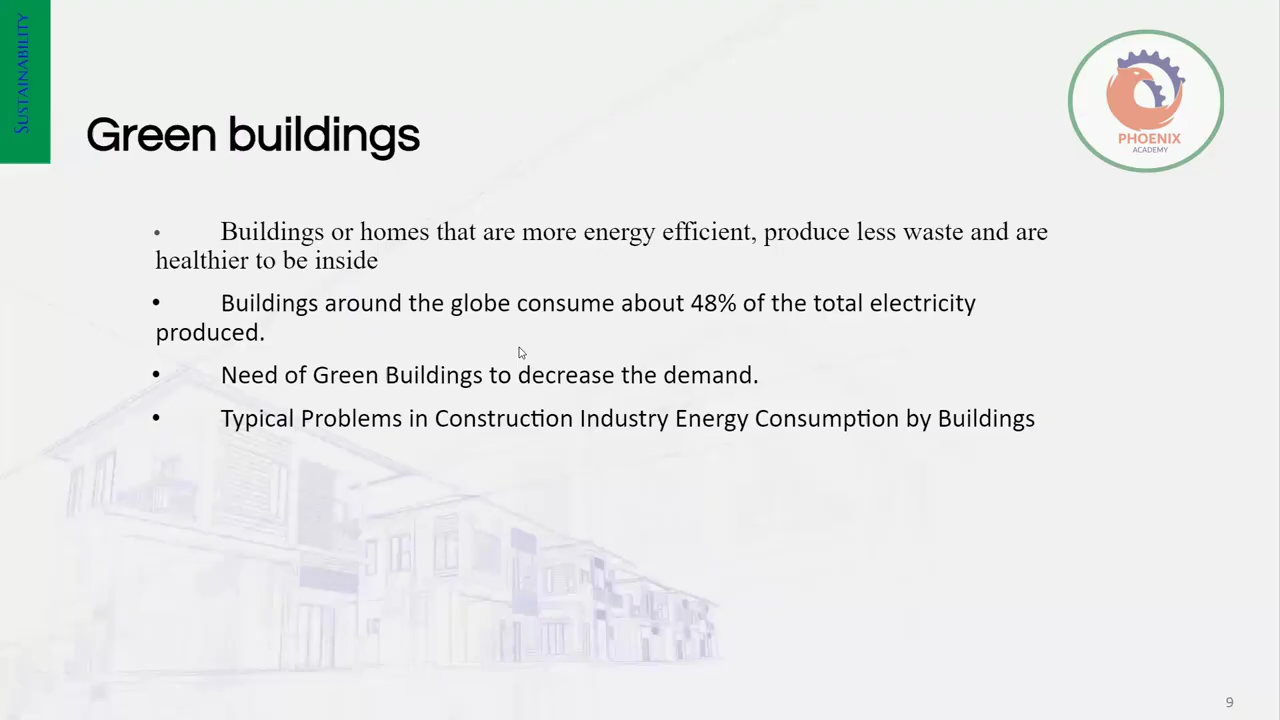 SUSTAINABILITY
PHOENIX
ACADEMY
Green buildings
• Buildings or homes that are more energy efficient, produce less waste and are
healthier to be inside
• Buildings around the globe consume about 48% of the total electricity
produced.
• Need of Green Buildings to decrease the demand.
• Typical Problems in Construction Industry Energy Consumption by Buildings
9